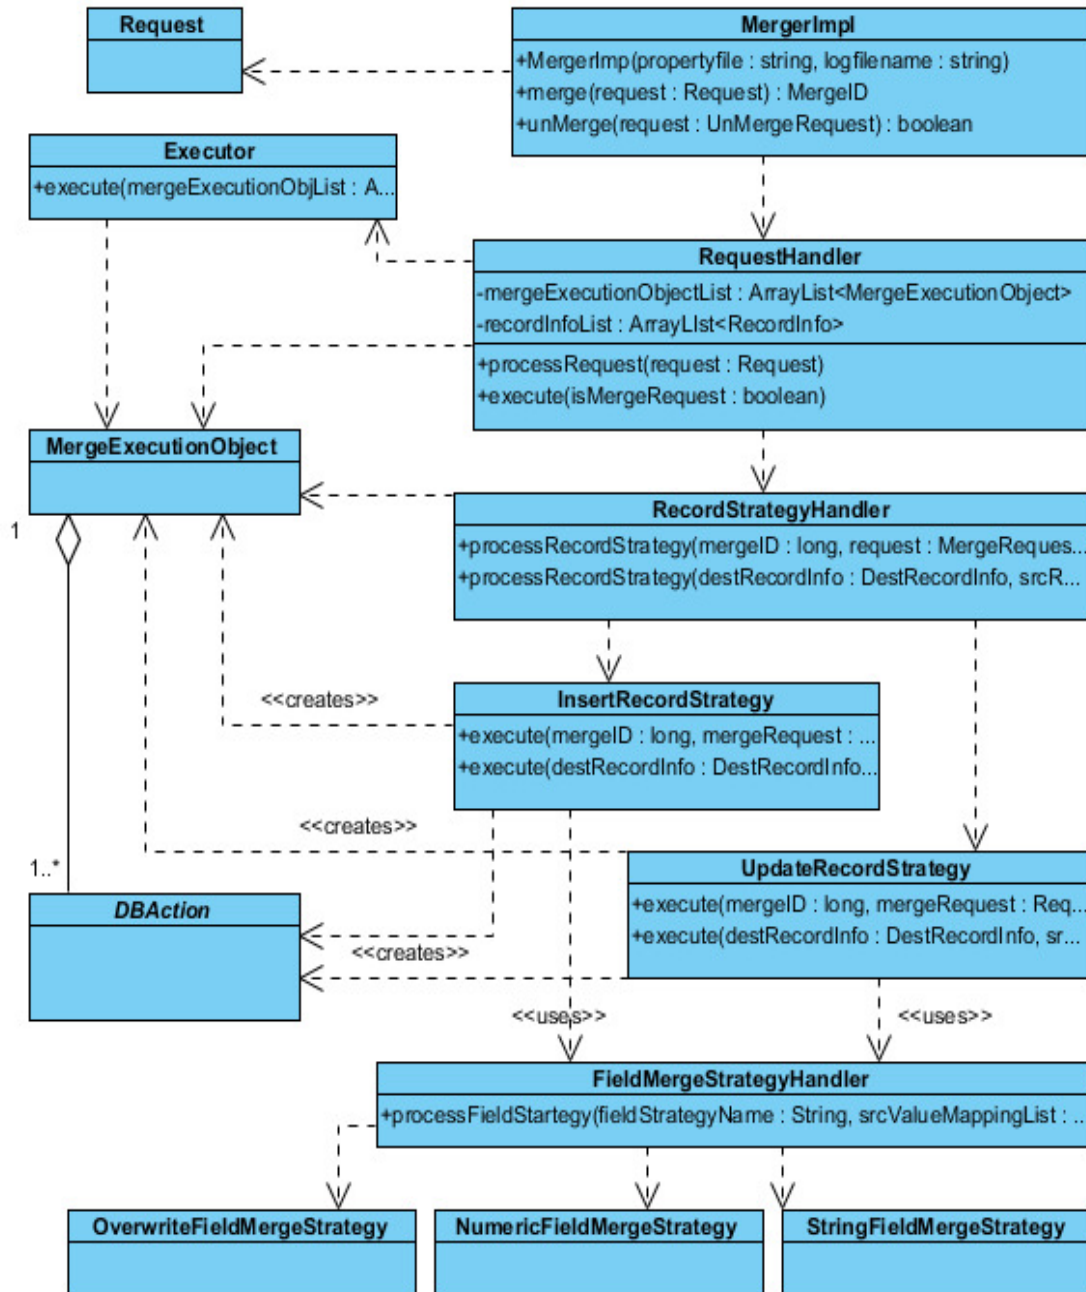 Request
MergerImpl
+MergerImp(propertyfile : string, logfilename : string)
+merge(request : Request) : MergeID
+unMerge(request : UnMergeRequest) : boolean
Executor
+execute(mergeExecutionObjList : A...
RequestHandler
-mergeExecutionObjectList : ArrayList<MergeExecutionObject>
-recordInfoList : ArrayLIst<RecordInfo>
+processRequest(request : Request)
+execute(isMergeRequest : boolean)
MergeExecutionObject
1
RecordStrategyHandler
+processRecordStrategy(mergeID : long, request : MergeReques...
+processRecordStrategy(destRecordInfo : DestRecordInfo, srcR...
<<creates>>
InsertRecordStrategy
+execute(mergeID : long, mergeRequest : ...
+execute(destRecordInfo : DestRecordInfo...
<<creates>>
1..*
UpdateRecordStrategy
+execute(mergeID : long, mergeRequest : Req...
+execute(destRecordInfo : DestRecordInfo, sr...
DBAction
<<creates>>
<<uses>>
<<uses>>
FieldMergeStrategyHandler
+processFieldStartegy(fieldStrategyName : String, srcValueMappingList : ...
OverwriteFieldMergeStrategy
NumericFieldMergeStrategy
StringFieldMergeStrategy